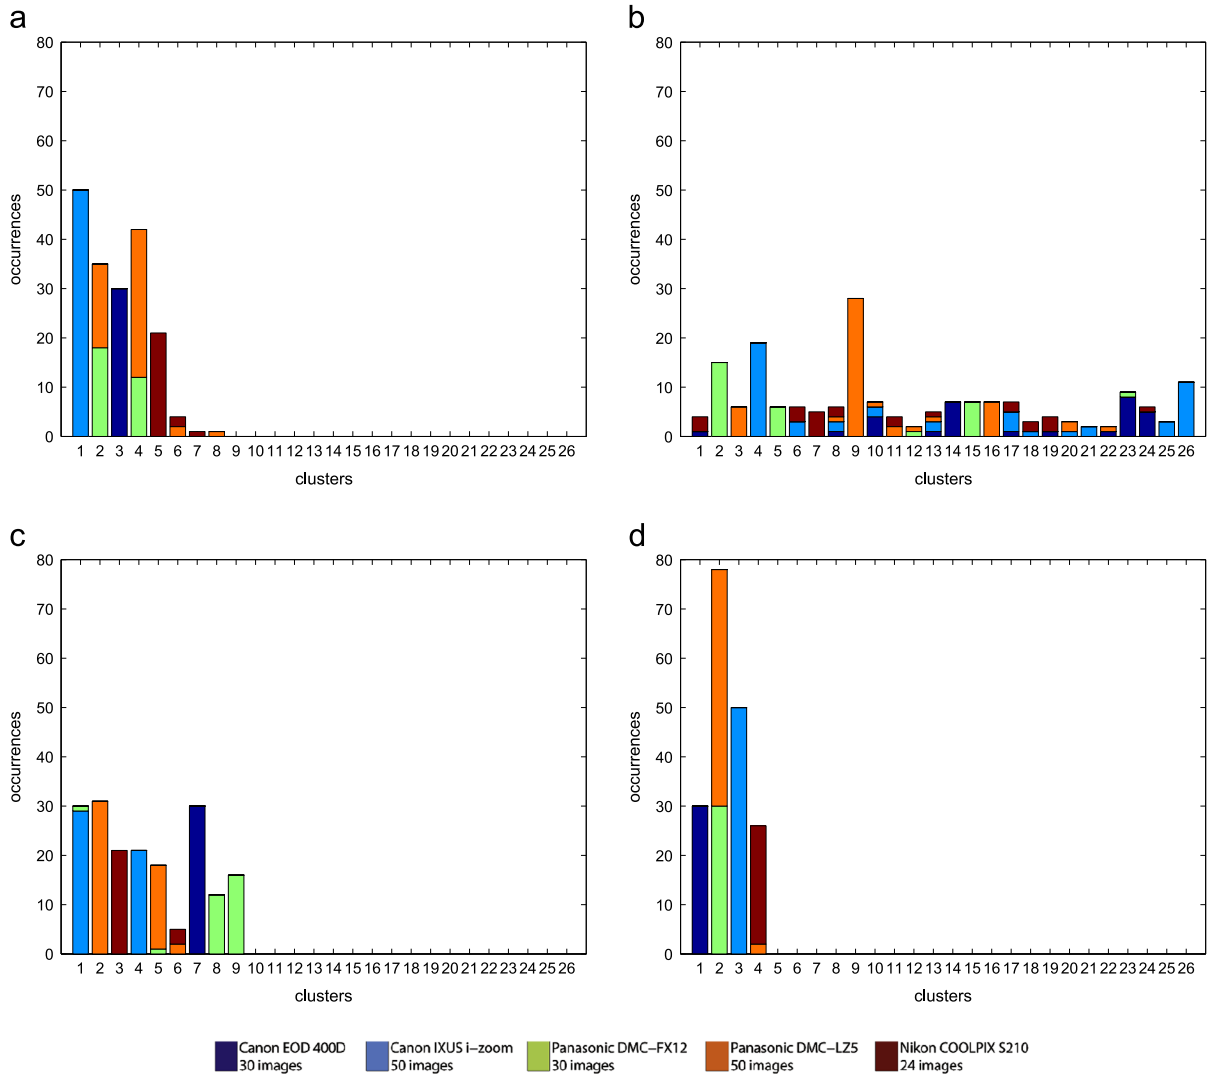 a
80
70
60
50
40
30
20
10
0
occurrences
1 2 3 4 5 6 7 8 9 10 11 12 13 14 15 16 17 18 19 20 21 22 23 24 25 26
clusters
b
80
70
60
50
40
30
20
10
0
occurrences
1 2 3 4 5 6 7 8 9 10 11 12 13 14 15 16 17 18 19 20 21 22 23 24 25 26
clusters
c
80
70
60
50
40
30
20
10
0
occurrences
1 2 3 4 5 6 7 8 9 10 11 12 13 14 15 16 17 18 19 20 21 22 23 24 25 26
clusters
d
80
70
60
50
40
30
20
10
0
occurrences
1 2 3 4 5 6 7 8 9 10 11 12 13 14 15 16 17 18 19 20 21 22 23 24 25 26
clusters
Canon EOD 400D
30 images
Canon IXUS i-zoom
50 images
Panasonic DMC-FX12
30 images
Panasonic DMC-LZ5
50 images
Nikon COOLPIX S210
24 images